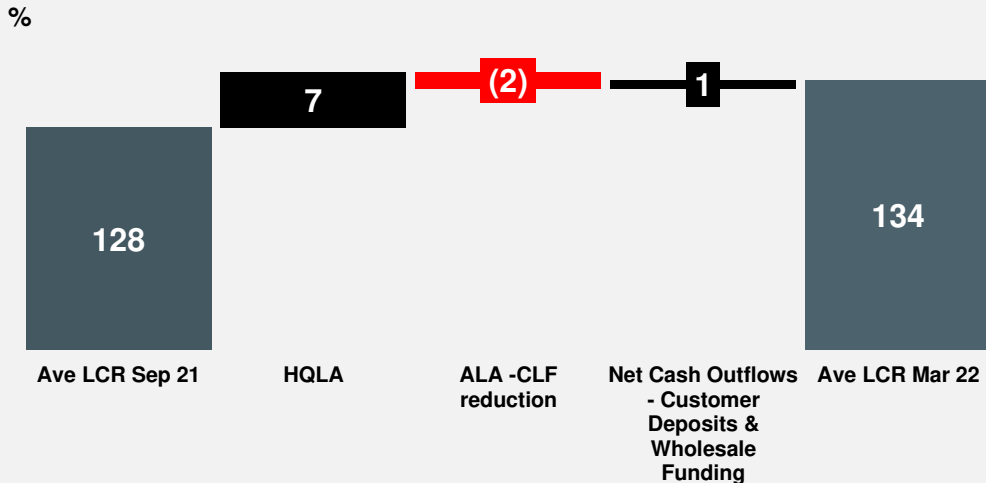 %
7
(2)
1
128
134
Ave LCR Sep 21
HQLA
ALA -CLF
reduction
Net Cash Outflows
- Customer
Deposits &
Wholesale
Funding
Ave LCR Mar 22